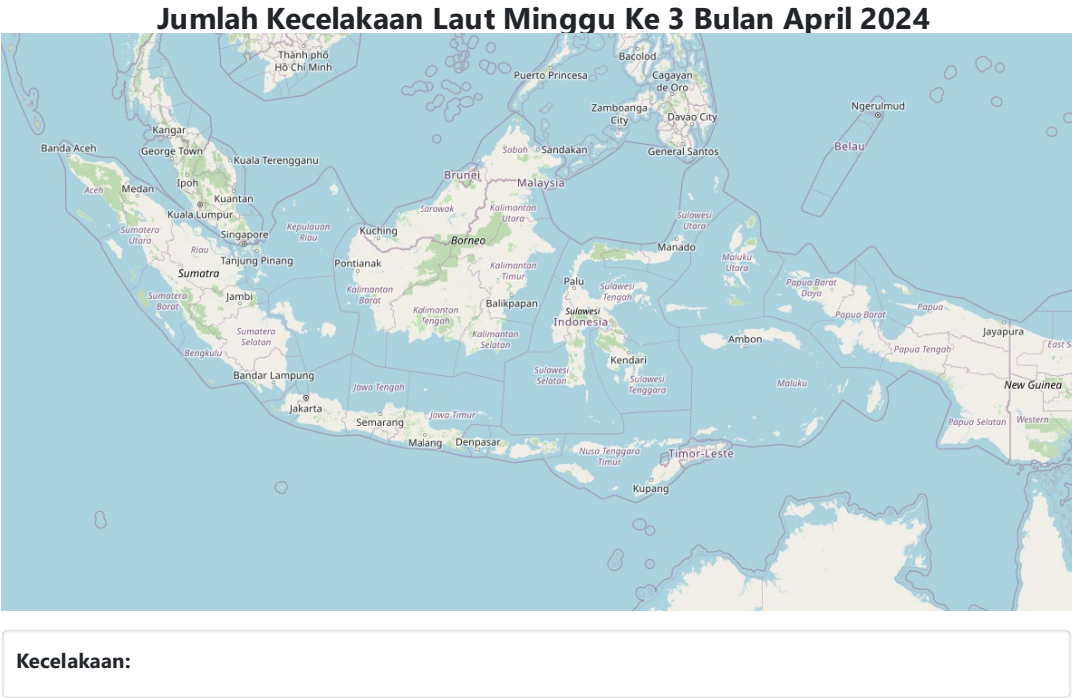 Jumlah Kecelakaan Laut Minggu Ke 3 Bulan April 2024
Thành phố
Hồ Chí Minh
Bacolod
Puerto Princesa
Cagayan
de Oro
Zamboanga
City
Davao City
Ngerulmud
Kangar
Banda Aceh
George Town
Kuala Terengganu
General Santos
Belau
Sabah
Sandakan
Brunei
Malaysia
Aceh
Medan
Ipoh
Kuantan
Kuala Lumpur
Sarawak
Kalimantan
Utara
Sulawesi
Utara
Sumatera
Utara
Singapore
Kepulauan
Riau
Kuching
Borneo
Manado
Riau
Tanjung Pinang
Pontianak
Maluku
Utara
Sumatra
Kalimantan
Timur
Palu
Papua Barat
Daya
Sumatera
Barat
Jambi
Kalimantan
Barat
Sulawesi
Tengah
Balikpapan
Kalimantan
Tengah
Sulawesi
Indonesia
Papua
Papua Barat
Sumatera
Selatan
Kalimantan
Selatan
Ambon
Jayapura
East S
Bengkulu
Kendari
Papua Tengah
Bandar Lampung
Sulawesi
Selatan
Sulawesi
Tenggara
Maluku
New Guinea
Jawa Tengah
Jakarta
Semarang
Jawa Timur
Papua Selatan
Western
Malang
Denpasar
Nusa Tenggara
Timur
Timor-Leste
Kupang
Kecelakaan: